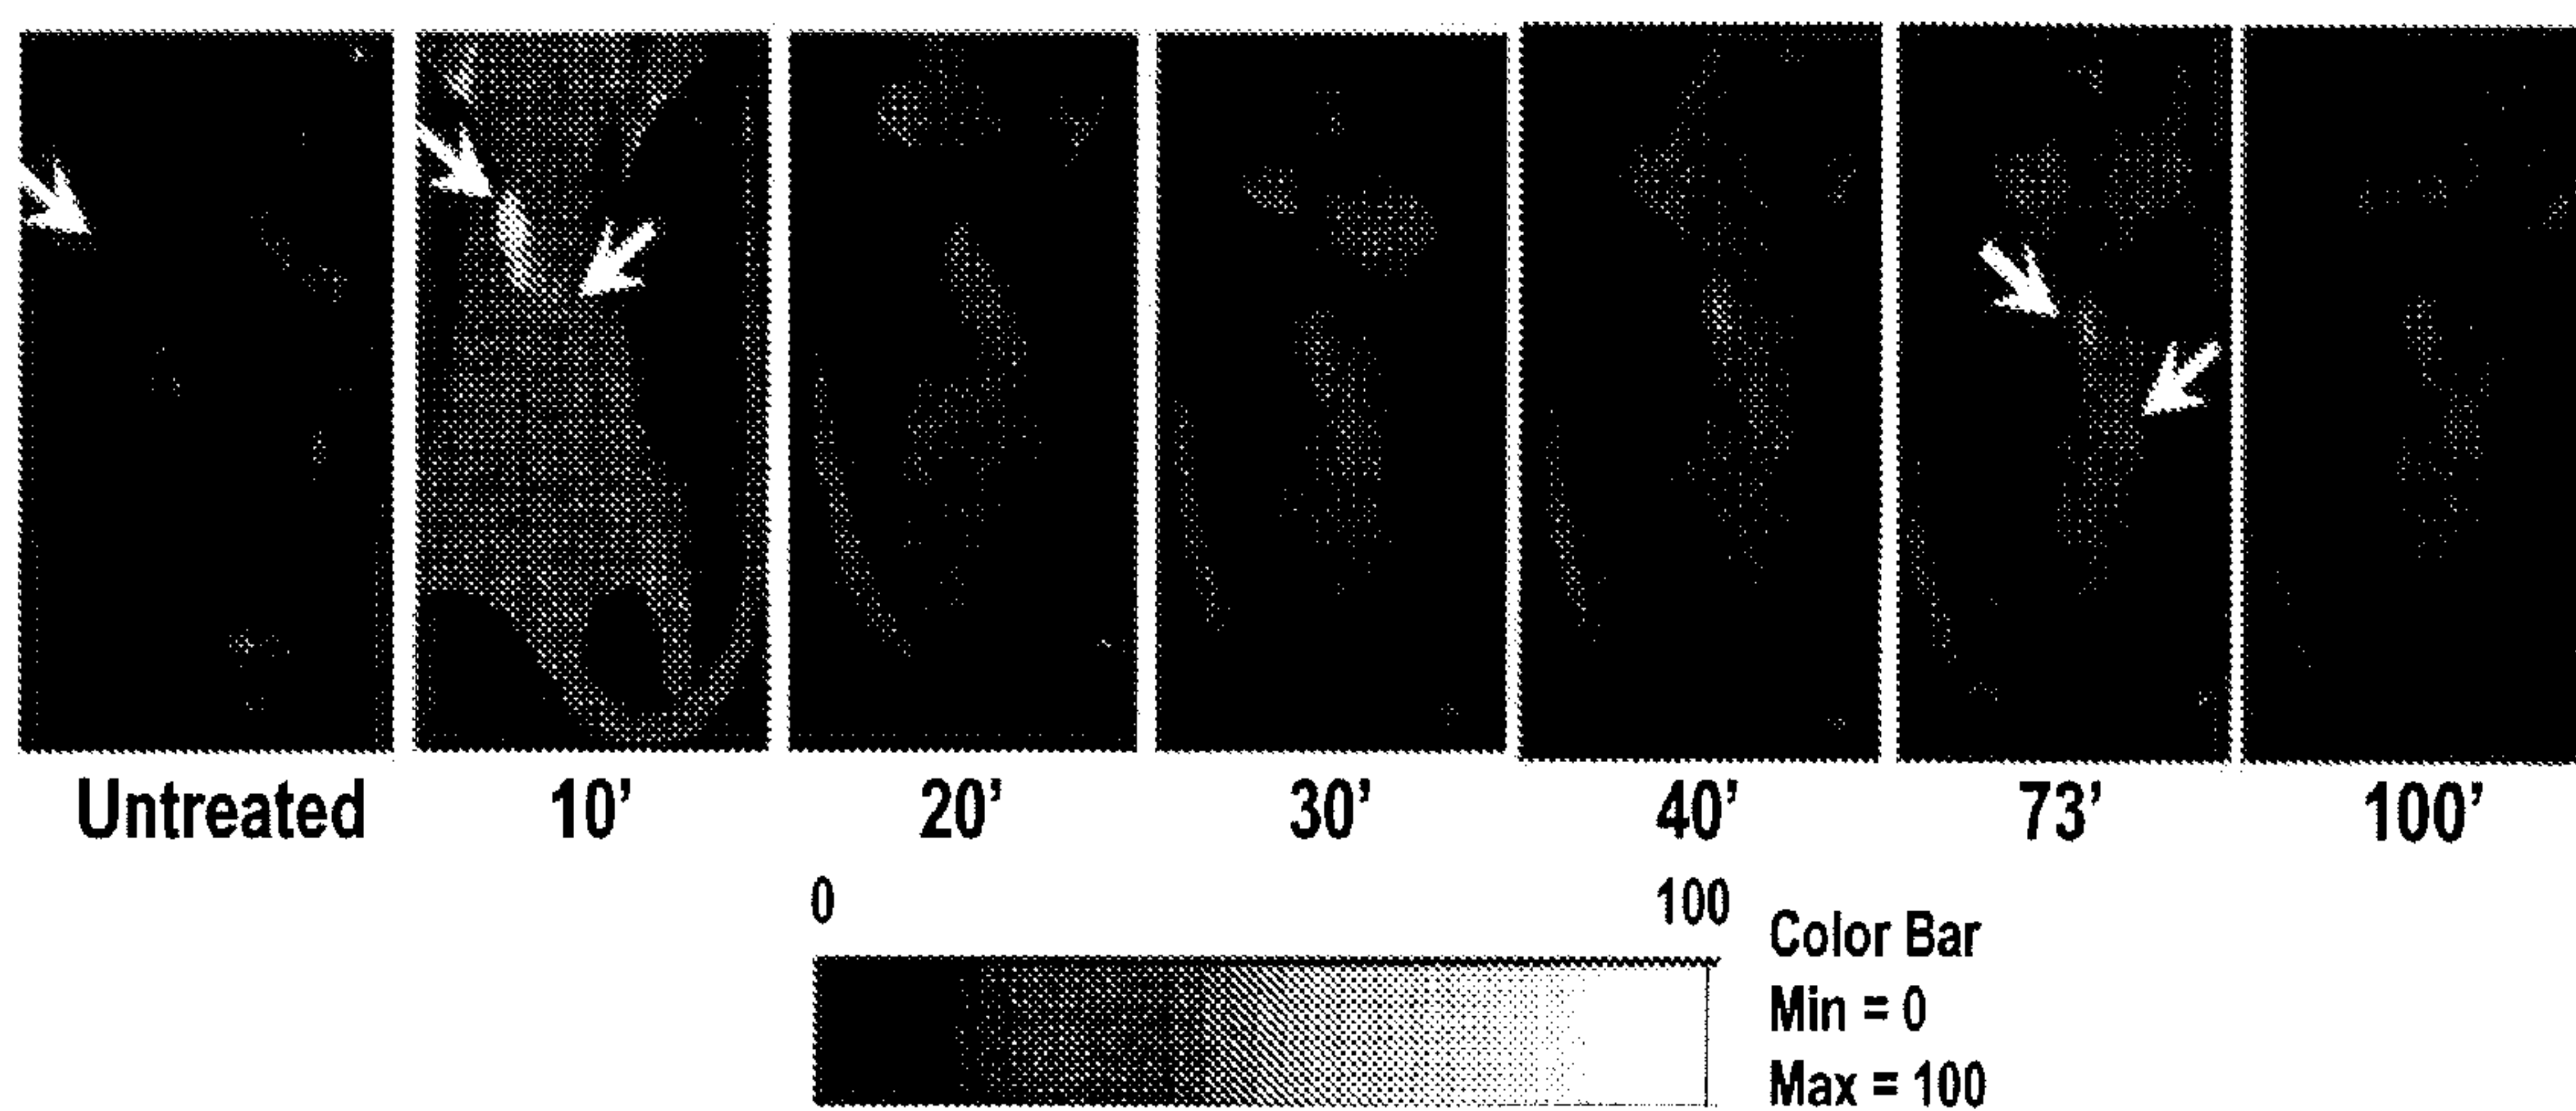 Untreated 10’ 20’ 30’ 40’ 73’ 100’
0 100
Color Bar
Min = 0
Max = 100